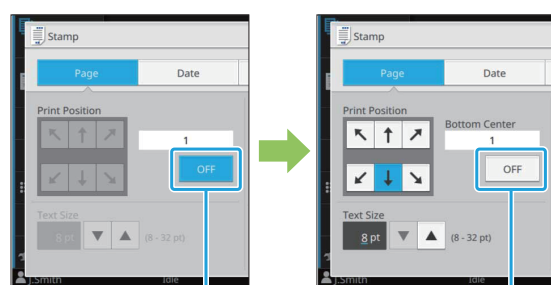 Stamp
Page Date
Print Position
1
OFF
Text Size
8 pt (8 - 32 pt)
J.Smith Idle
Stamp
Page Date
Print Position
Bottom Center
1
OFF
Text Size
8 pt (8 - 32 pt)
J.Smith Idle